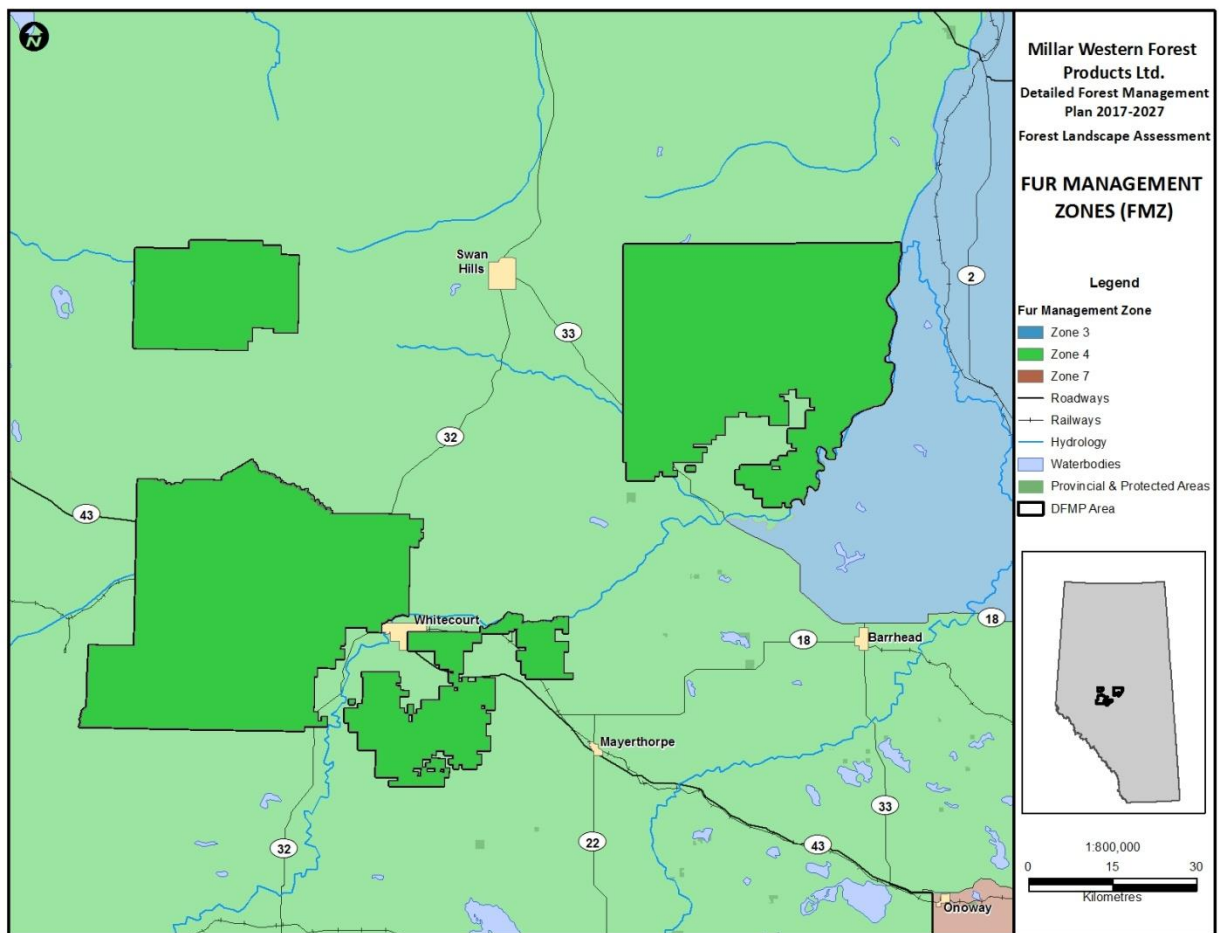 N
Swan
Hills
33
2
32
43
Whitecourt
18
18
Barrhead
Mayerthorpe
33
32
22
43
Onoway
Millar Western Forest
Products Ltd.
Detailed Forest Management
Plan 2017-2027
Forest Landscape Assessment
FUR MANAGEMENT
ZONES (FMZ)
Legend
Fur Management Zone
Zone 3
Zone 4
Zone 7
Roadways
Railways
Hydrology
Waterbodies
Provincial & Protected Areas
DFMP Area
1:800,000
0 15 30
Kilometres